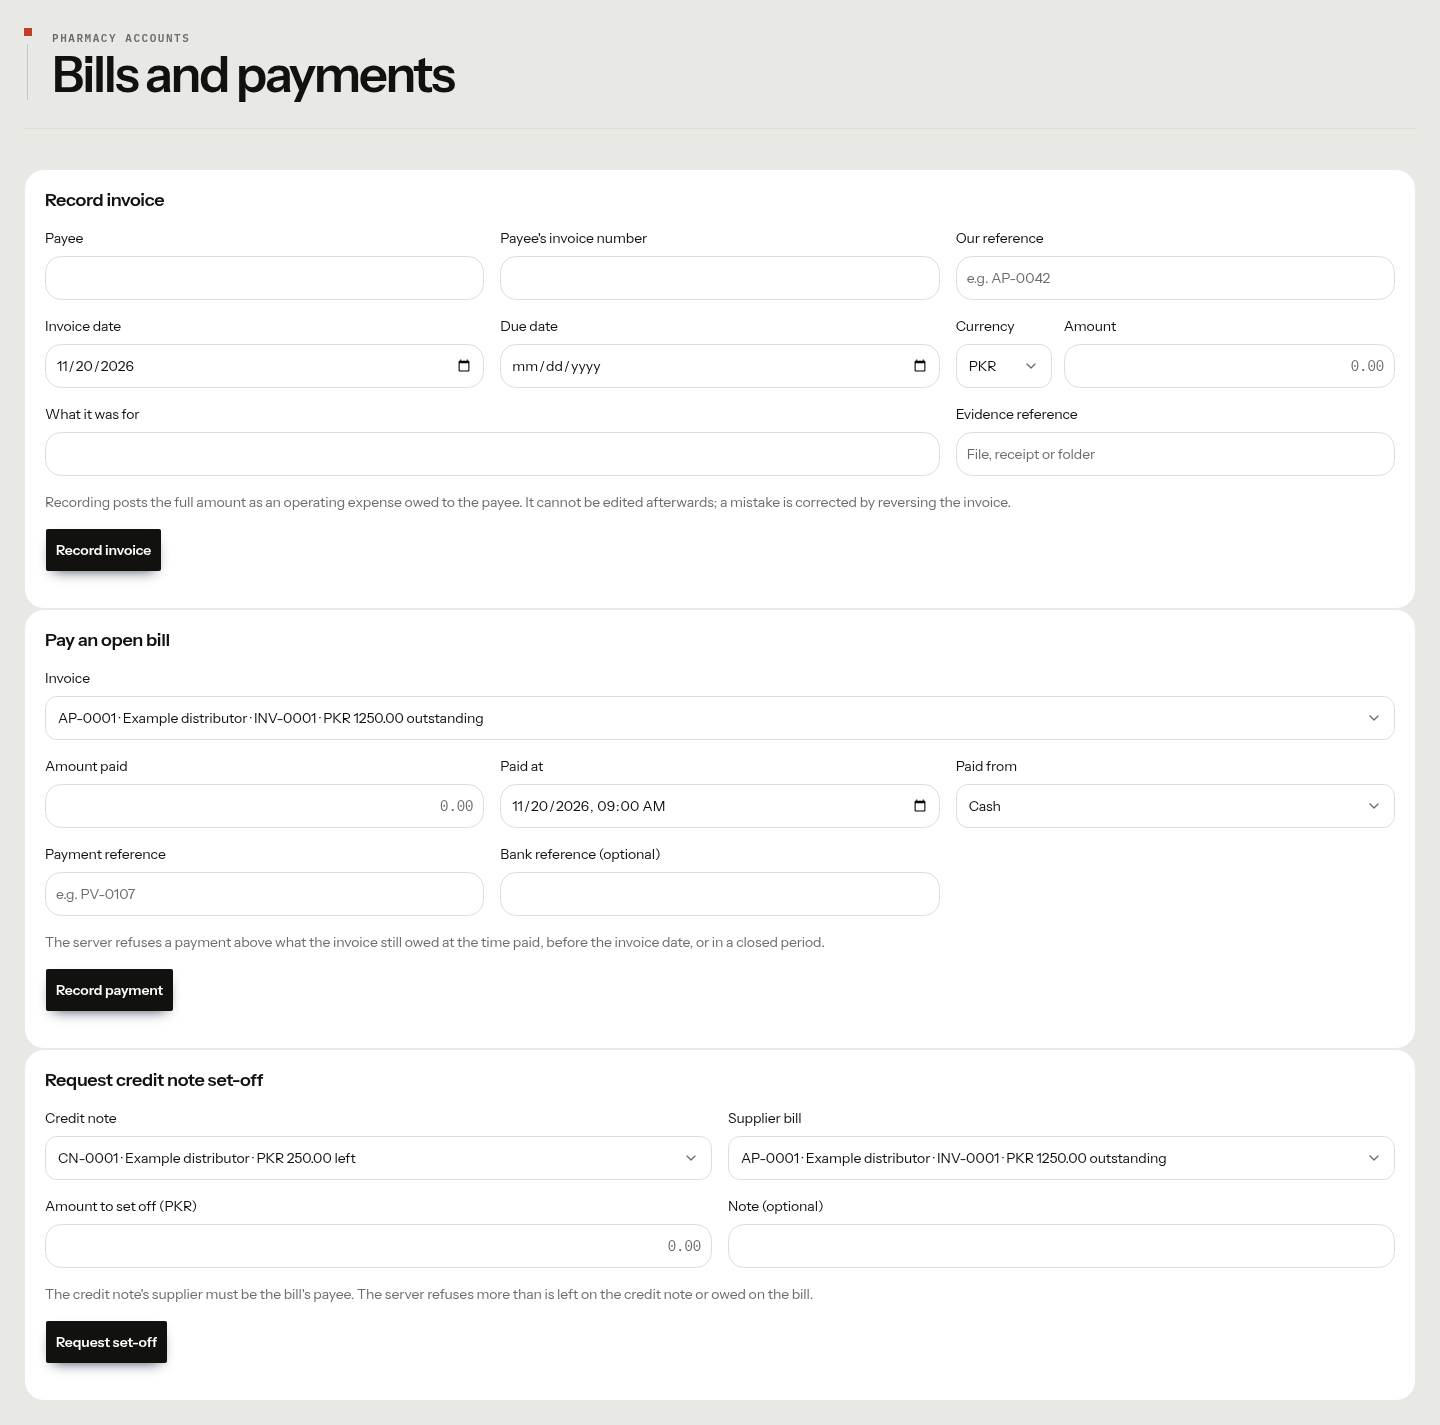 PHARMACY ACCOUNTS
Bills and payments
Record invoice
Payee
Payee's invoice number
Our reference
e.g. AP-0042
Invoice date
Due date
Currency
Amount
11/20/2026
mm/dd/yyyy
PKR
0.00
What it was for
Evidence reference
File, receipt or folder
Recording posts the full amount as an operating expense owed to the payee. It cannot be edited afterwards; a mistake is corrected by reversing the invoice.
Record invoice
Pay an open bill
Invoice
AP-0001 · Example distributor · INV-0001 · PKR 1250.00 outstanding
Amount paid
Paid at
Paid from
0.00
11/20/2026, 09:00 AM
Cash
Payment reference
Bank reference (optional)
e.g. PV-0107
The server refuses a payment above what the invoice still owed at the time paid, before the invoice date, or in a closed period.
Record payment
Request credit note set-off
Credit note
Supplier bill
CN-0001 · Example distributor · PKR 250.00 left
AP-0001 · Example distributor · INV-0001 · PKR 1250.00 outstanding
Amount to set off (PKR)
Note (optional)
0.00
The credit note's supplier must be the bill's payee. The server refuses more than is left on the credit note or owed on the bill.
Request set-off